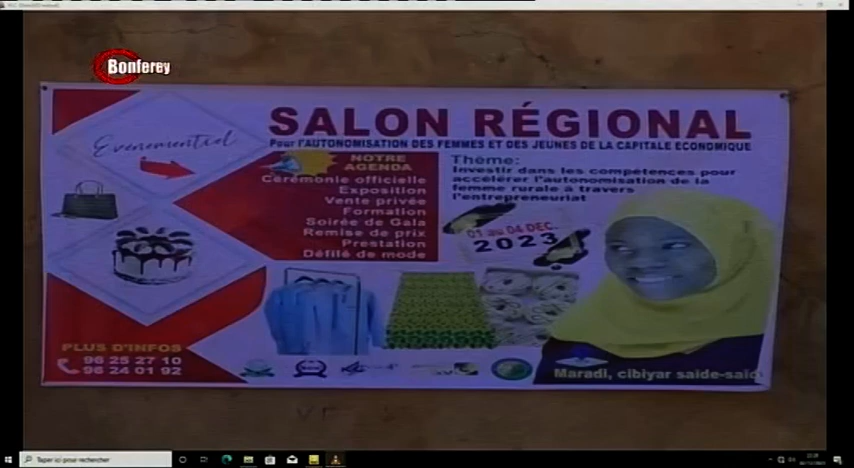 Bonferey
Evenementiel
SALON RÉGIONAL
Pour l'AUTONOMISATION DES FEMMES ET DES JEUNES DE LA CAPITALE ÉCONOMIQUE
NOTRE
AGENDA
Cérémonie officielle
Exposition
Vente privée
Formation
Soirée de Gala
Remise de prix
Prestation
Défilé de mode
Thème:
Investir dans les compétences pour
accélérer l'autonomisation de la
femme rurale à travers
l'entrepreneuriat
01 au 04 DEC.
2023
PLUS D'INFOS
96 25 27 10
96 24 01 92
Maradi, cibiyar saide-saide
Taper ici pour rechercher